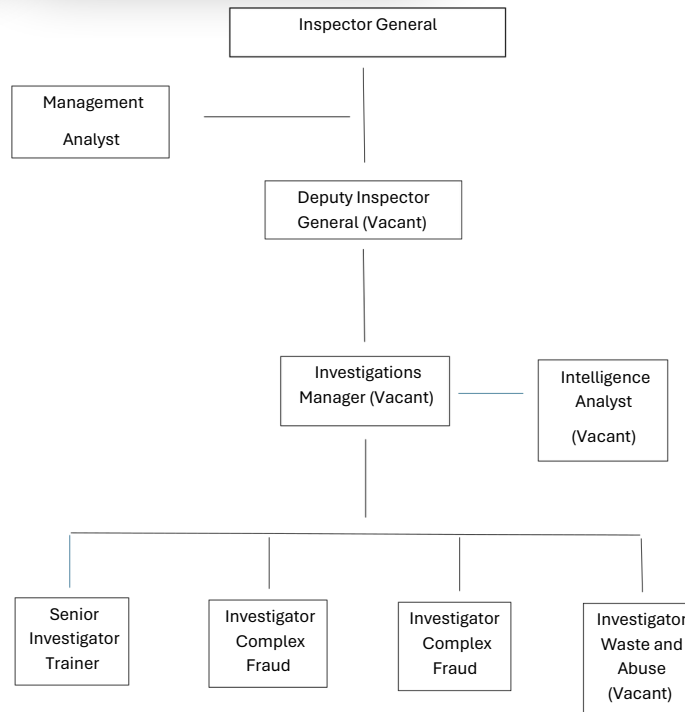 Inspector General
Management
Analyst
Deputy Inspector
General (Vacant)
Investigations
Manager (Vacant)
Intelligence
Analyst
(Vacant)
Senior
Investigator
Trainer
Investigator
Complex
Fraud
Investigator
Complex
Fraud
Investigator
Waste and
Abuse
(Vacant)